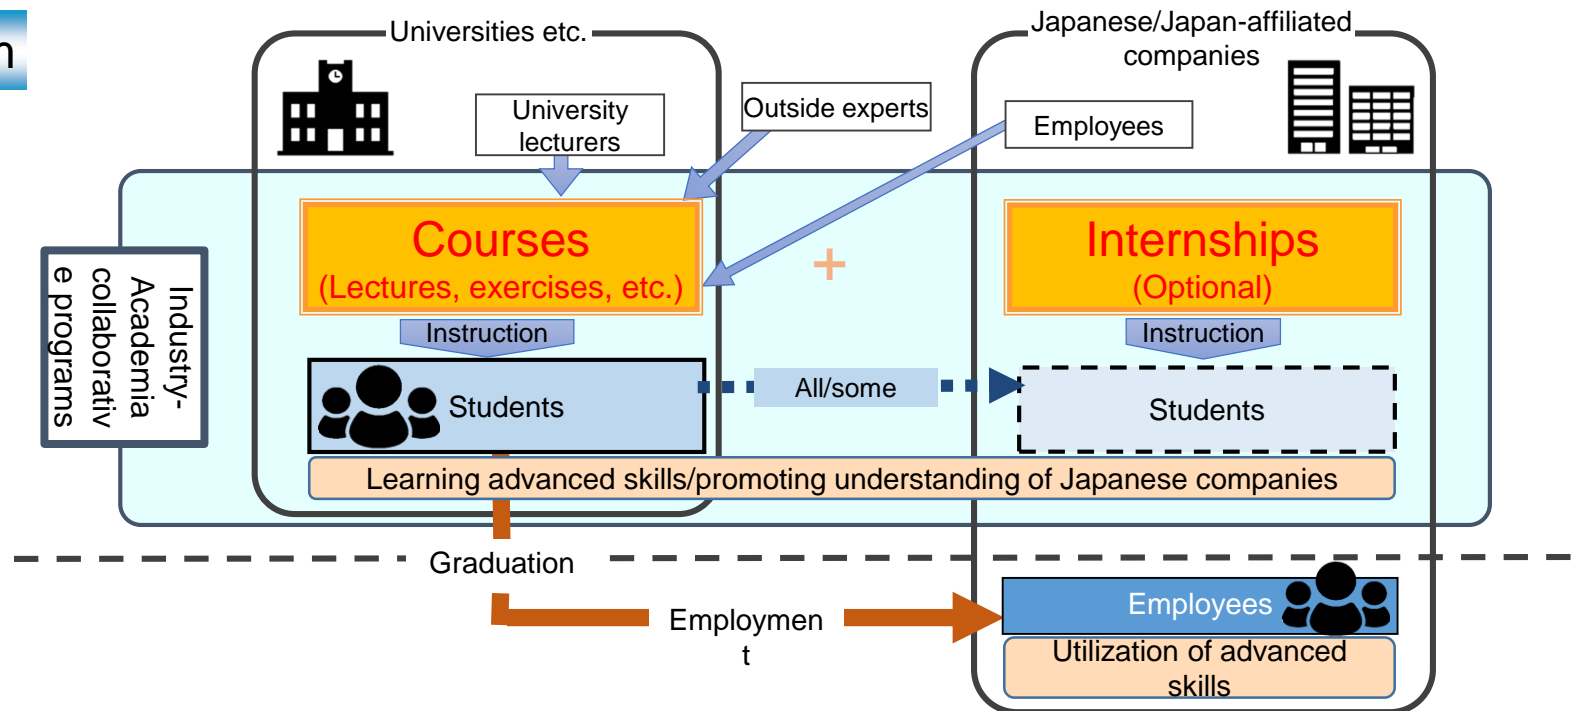 n
Universities etc.
Japanese/Japan-affiliated
companies
University
lecturers
Outside experts
Employees
Industry-
Academia
collaborativ
e programs
Courses
(Lectures, exercises, etc.)
+
Internships
(Optional)
Instruction
Instruction
Students
All/some
Students
Learning advanced skills/promoting understanding of Japanese companies
Graduation
Employmen
t
Employees
Utilization of advanced
skills